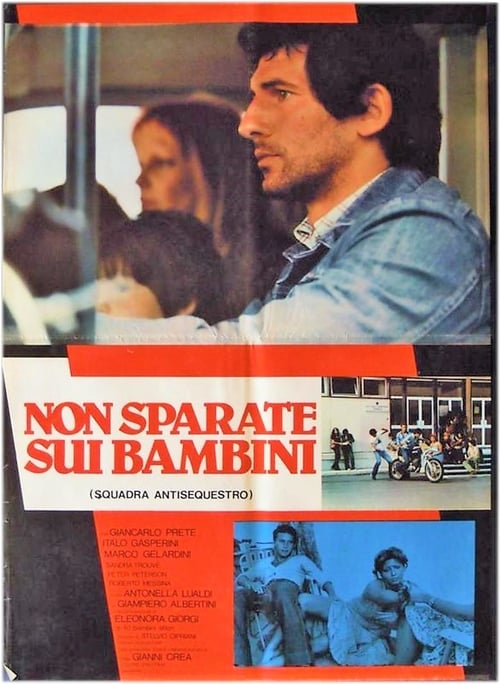 NON SPARATE
SUI BAMBINI
(SQUADRA ANTISEQUESTRO)
GIANCARLO PRETE
ITALO GASPERINI
MARCO GELARDINI
SANDRA TROUVÉ
PETER PETERSON
ROBERTO MESSINA
ANTONELLA LUALDI
GIAMPIERO ALBERTINI
ELEONORA GIORGI
STELVIO CIPRIANI
GIANNI CREA